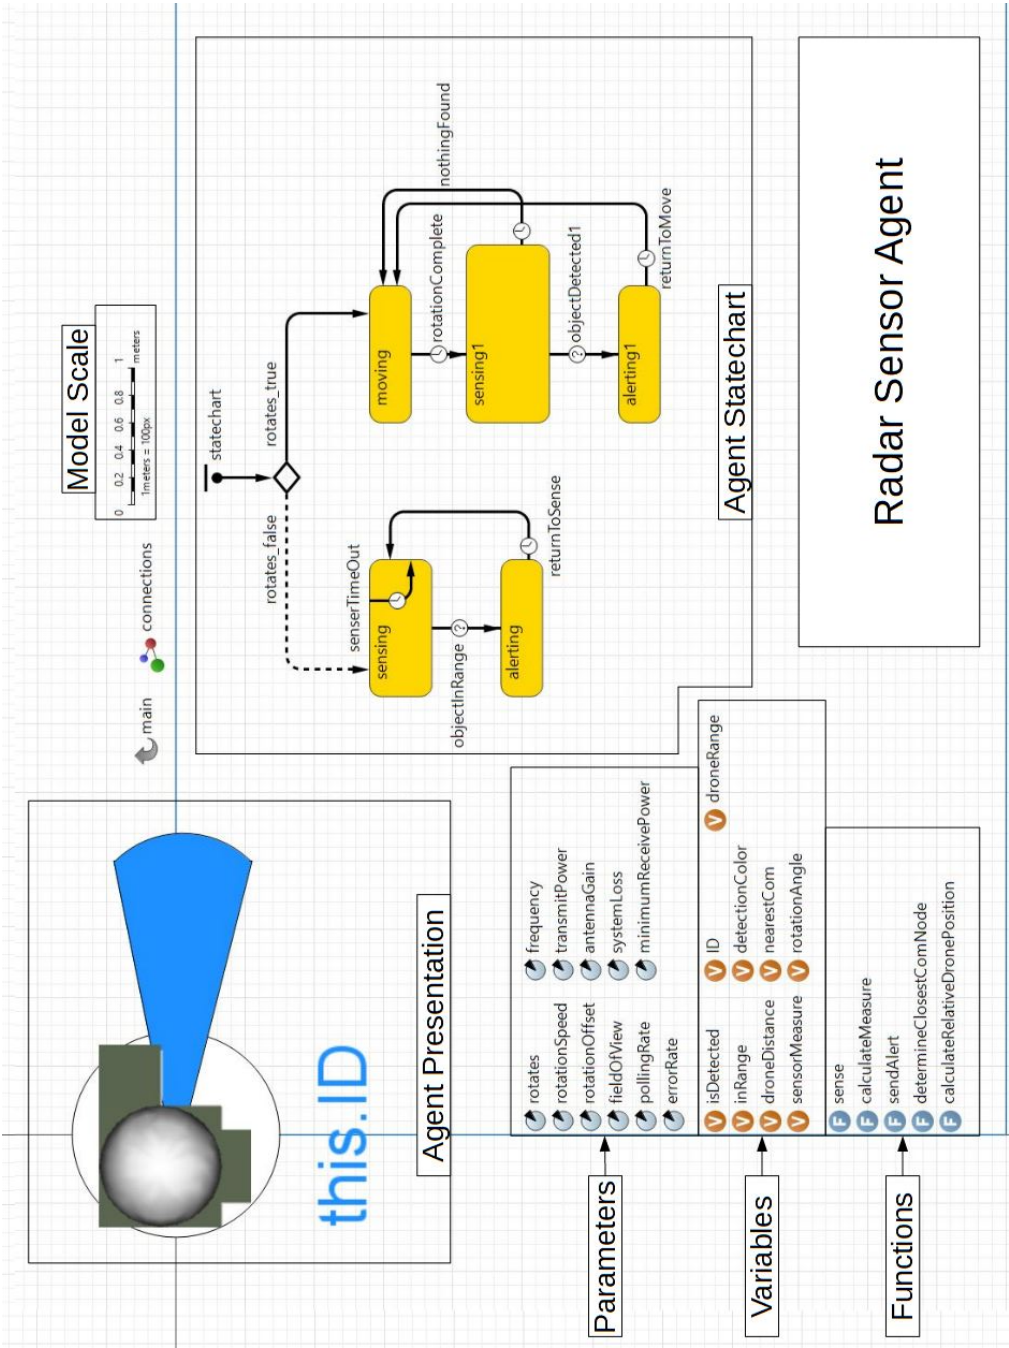 this.ID
Agent Presentation
main
connections
Model Scale
0 0.2 0.4 0.6 0.8 1
1meters = 100px
meters
statechart
rotates_false
rotates_true
senserTimeOut
sensing
objectInRange
alerting
returnToSense
moving
rotationComplete
nothingFound
sensing1
objectDetected1
alerting1
returnToMove
Agent Statechart
Parameters
rotates
frequency
rotationSpeed
transmitPower
rotationOffset
antennaGain
fieldOfView
systemLoss
pollingRate
minimumReceivePower
errorRate
Variables
V isDetected
V ID
V droneRange
V inRange
V detectionColor
V droneDistance
V nearestCom
V sensorMeasure
V rotationAngle
Functions
F sense
F calculateMeasure
F sendAlert
F determineClosestComNode
F calculateRelativeDronePosition
Radar Sensor Agent